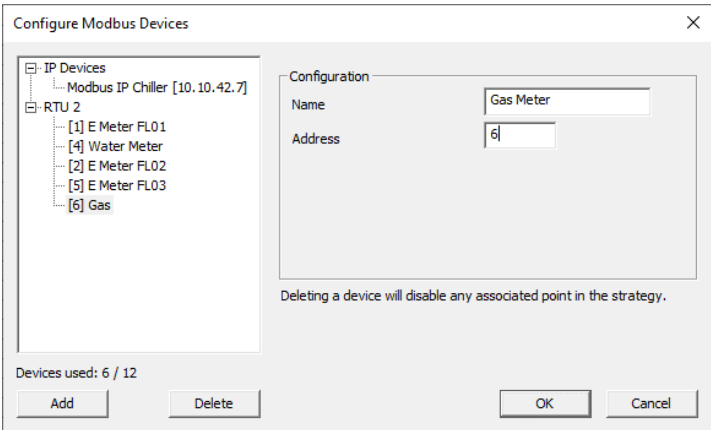 Configure Modbus Devices
IP Devices
Modbus IP Chiller [10.10.42.7]
RTU 2
[1] E Meter FL01
[4] Water Meter
[2] E Meter FL02
[5] E Meter FL03
[6] Gas
Configuration
Name Gas Meter
Address 6
Deleting a device will disable any associated point in the strategy.
Devices used: 6 / 12
Add Delete OK Cancel